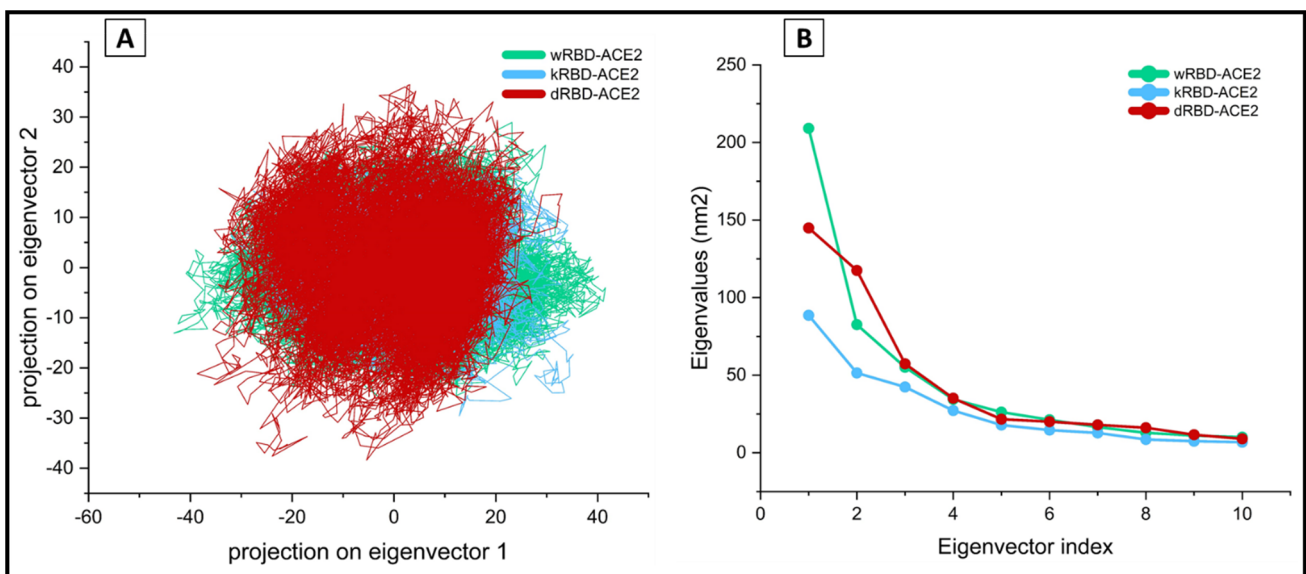 A
wRBD-ACE2
kRBD-ACE2
dRBD-ACE2
40
30
20
10
0
-10
-20
-30
-40
projection on eigenvector 2
-60
-40
-20
0
20
40
projection on eigenvector 1
B
wRBD-ACE2
kRBD-ACE2
dRBD-ACE2
250
200
150
100
50
0
Eigenvalues (nm2)
0
2
4
6
8
10
Eigenvector index